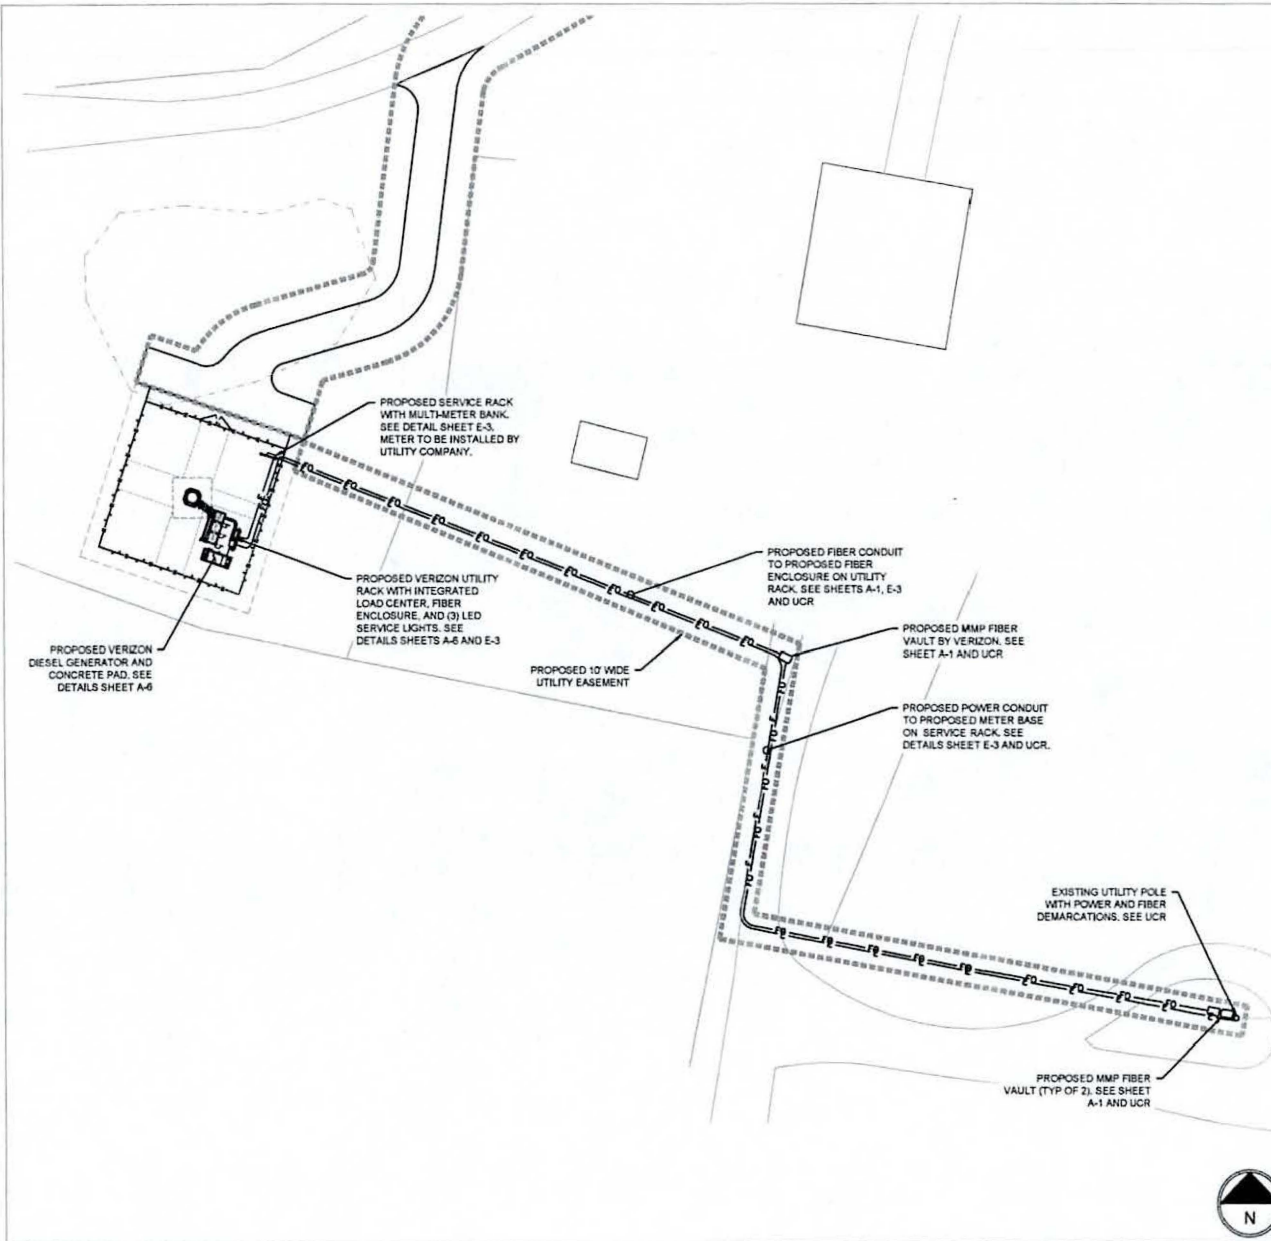 PROPOSED SERVICE RACK
WITH MULTI-METER BANK.
SEE DETAIL SHEET E-3.
METER TO BE INSTALLED BY
UTILITY COMPANY.
PROPOSED FIBER CONDUIT
TO PROPOSED FIBER
ENCLOSURE ON UTILITY
RACK. SEE SHEETS A-1, E-3
AND UCR
PROPOSED VERIZON UTILITY
RACK WITH INTEGRATED
LOAD CENTER, FIBER
ENCLOSURE, AND (3) LED
SERVICE LIGHTS. SEE
DETAILS SHEETS A-6 AND E-3
PROPOSED MMP FIBER
VAULT BY VERIZON. SEE
SHEET A-1 AND UCR
PROPOSED VERIZON
DIESEL GENERATOR AND
CONCRETE PAD. SEE
DETAILS SHEET A-6
PROPOSED 10' WIDE
UTILITY EASEMENT
PROPOSED POWER CONDUIT
TO PROPOSED METER BASE
ON SERVICE RACK. SEE
DETAILS SHEET E-3 AND UCR.
EXISTING UTILITY POLE
WITH POWER AND FIBER
DEMARCATIONS. SEE UCR
PROPOSED MMP FIBER
VAULT (TYP OF 2). SEE SHEET
A-1 AND UCR
N